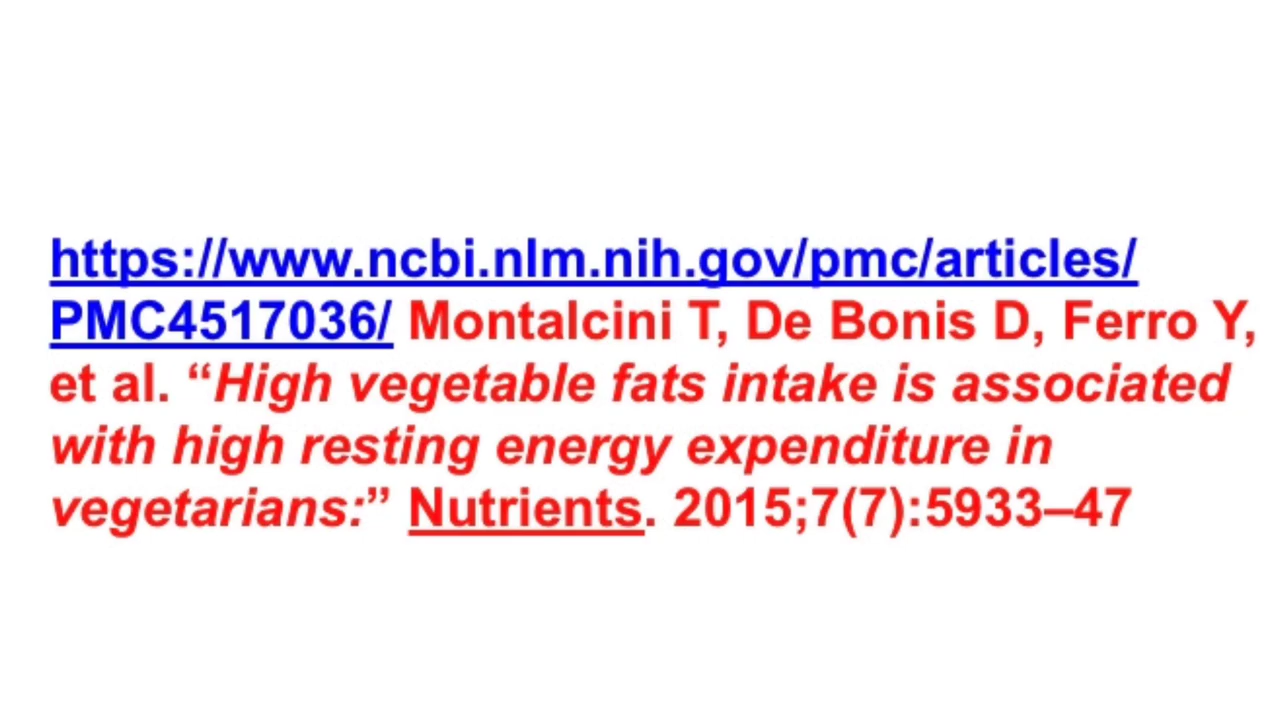 https://www.ncbi.nlm.nih.gov/pmc/articles/
PMC4517036/ Montalcini T, De Bonis D, Ferro Y,
et al. “High vegetable fats intake is associated
with high resting energy expenditure in
vegetarians:” Nutrients. 2015;7(7):5933–47